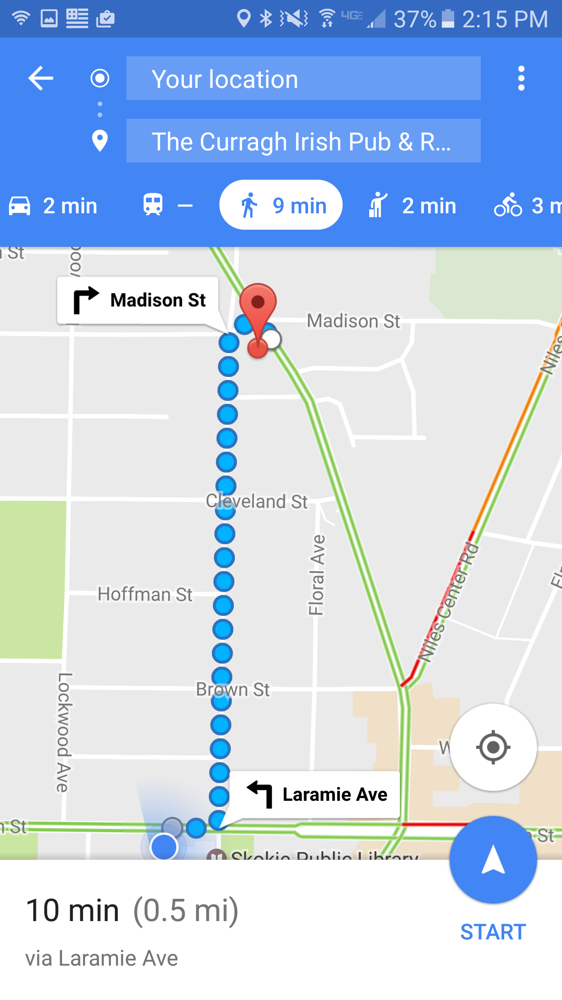 37% 2:15 PM
Your location
The Curragh Irish Pub & R...
2 min — 9 min 2 min 3 m
St
Madison St
Madison St
Niles
Cleveland St
Floral Ave
Hoffman St
Niles Center Rd
Brown St
Lockwood Ave
W
Laramie Ave
St
St
Skokie Public Library
10 min (0.5 mi)
START
via Laramie Ave